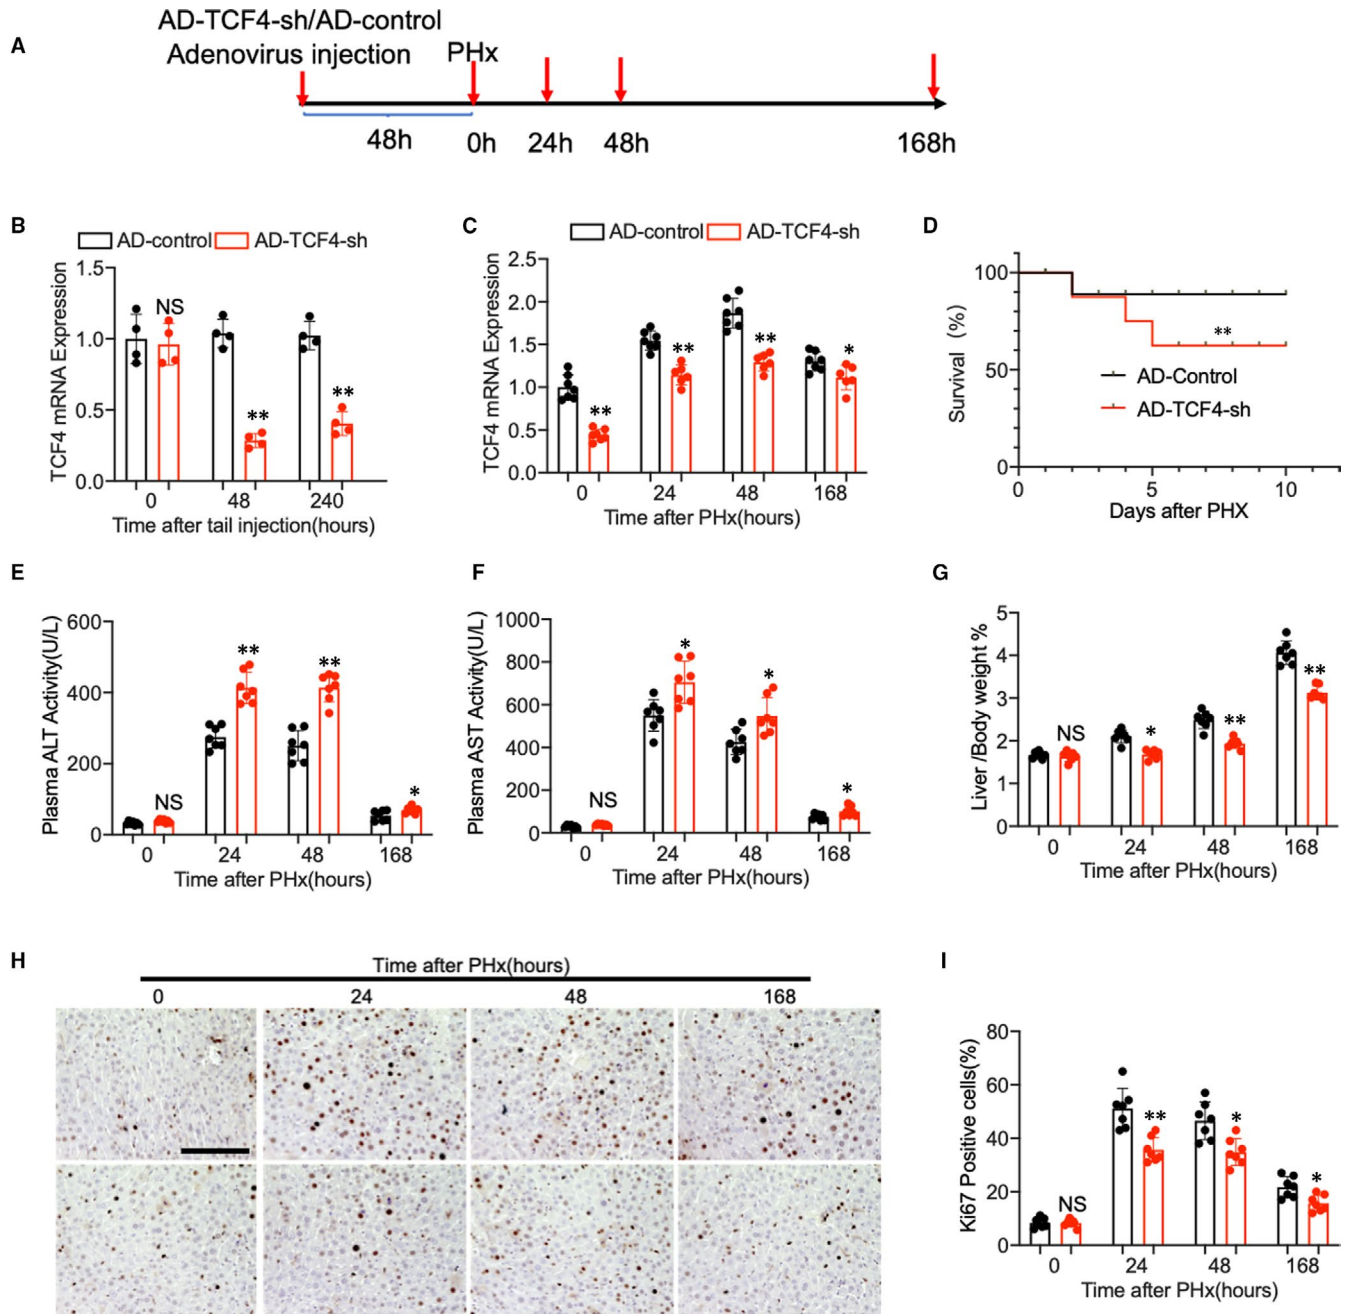 A
AD-TCF4-sh/AD-control
Adenovirus injection PHx
48h 0h 24h 48h 168h
B
AD-control AD-TCF4-sh
TCF4 mRNA Expression
1.5
1.0
0.5
0.0
NS
**
**
0 48 240
Time after tail injection(hours)
C
AD-control AD-TCF4-sh
TCF4 mRNA Expression
2.5
2.0
1.5
1.0
0.5
0.0
**
**
**
*
0 24 48 168
Time after PHx(hours)
D
Survival (%)
100
50
0
**
AD-Control
AD-TCF4-sh
0 5 10
Days after PHX
E
Plasma ALT Activity(U/L)
600
400
200
0
NS
**
**
*
0 24 48 168
Time after PHx(hours)
F
Plasma AST Activity(U/L)
1000
800
600
400
200
0
NS
*
*
*
0 24 48 168
Time after PHx(hours)
G
Liver /Body weight %
5
4
3
2
1
0
NS
*
**
**
0 24 48 168
Time after PHx(hours)
H
Time after PHx(hours)
0 24 48 168
I
Ki67 Positive cells(%)
80
60
40
20
0
NS
**
*
*
0 24 48 168
Time after PHx(hours)